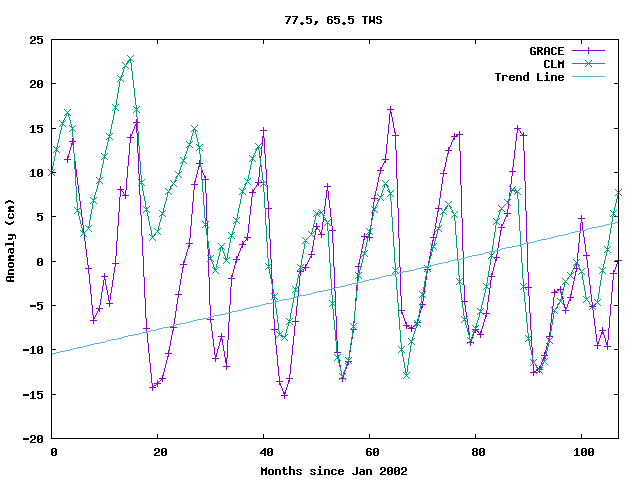 77.5, 65.5 TWS
GRACE
CLM
Trend Line
25
20
15
10
5
0
-5
-10
-15
-20
Anomaly (cm)
0 20 40 60 80 100
Months since Jan 2002